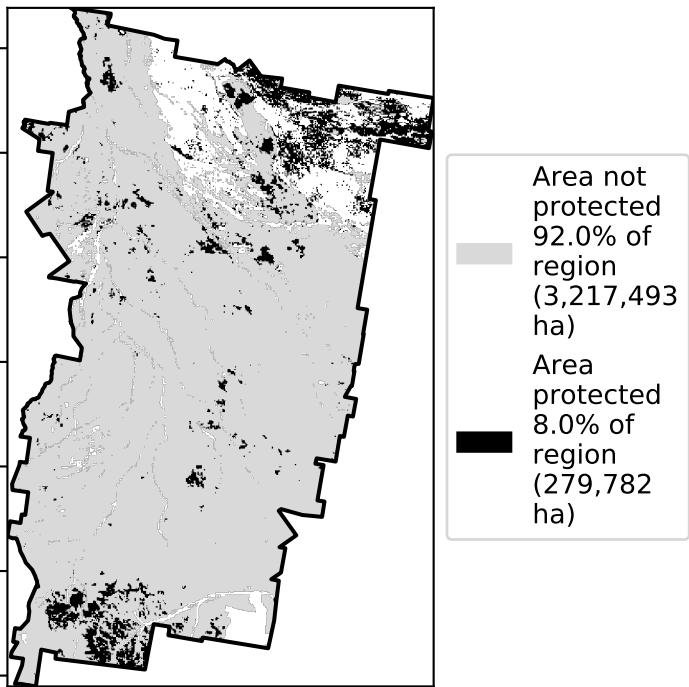 Area not
protected
92.0% of
region
(3,217,493
ha)
Area
protected
8.0% of
region
(279,782
ha)